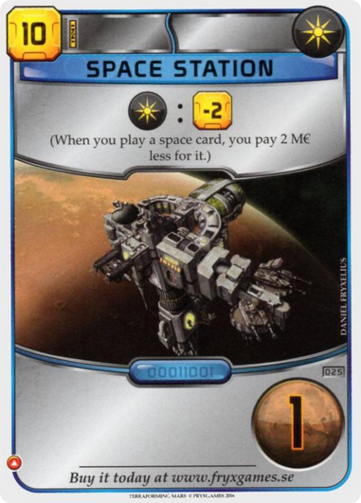 10
SPACE STATION
: -2
(When you play a space card, you pay 2 M€
less for it.)
DANIEL FRYXELIUS
00011001
025
1
Buy it today at www.fryxgames.se
TERRAFORMING MARS © FRYXGAMES 2016